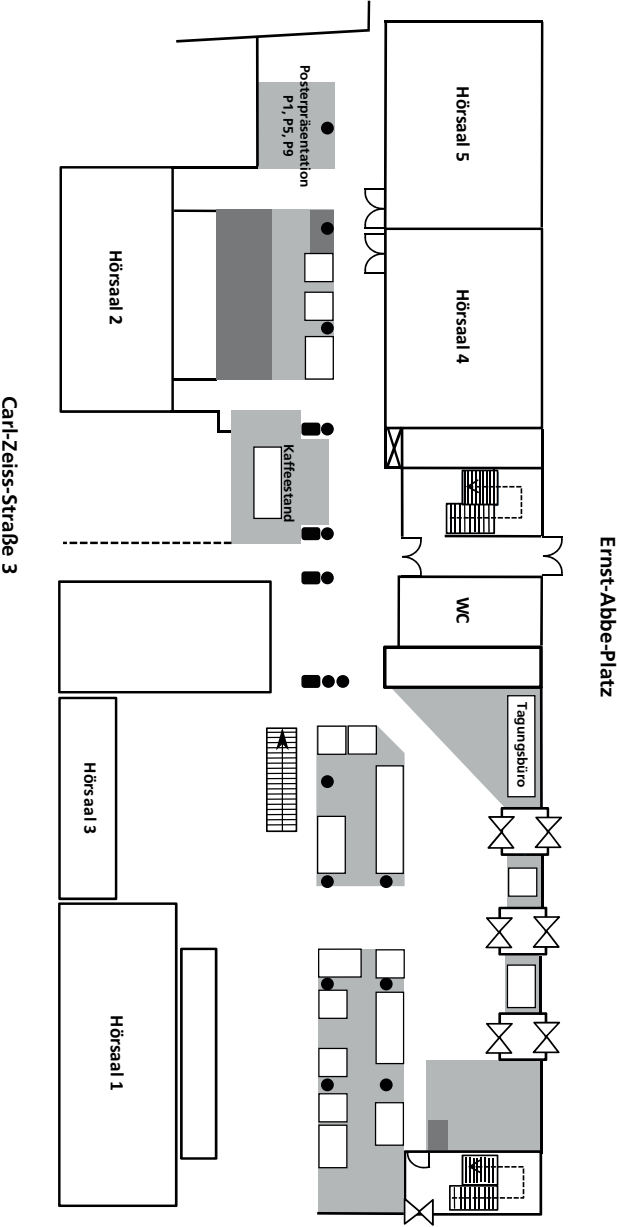 Ernst-Abbe-Platz
Hörsaal 5
Hörsaal 4
WC
Tagungsbüro
Posterpräsentation
P1, P5, P9
Kaffeestand
Hörsaal 2
Hörsaal 3
Hörsaal 1
Carl-Zeiss-Straße 3